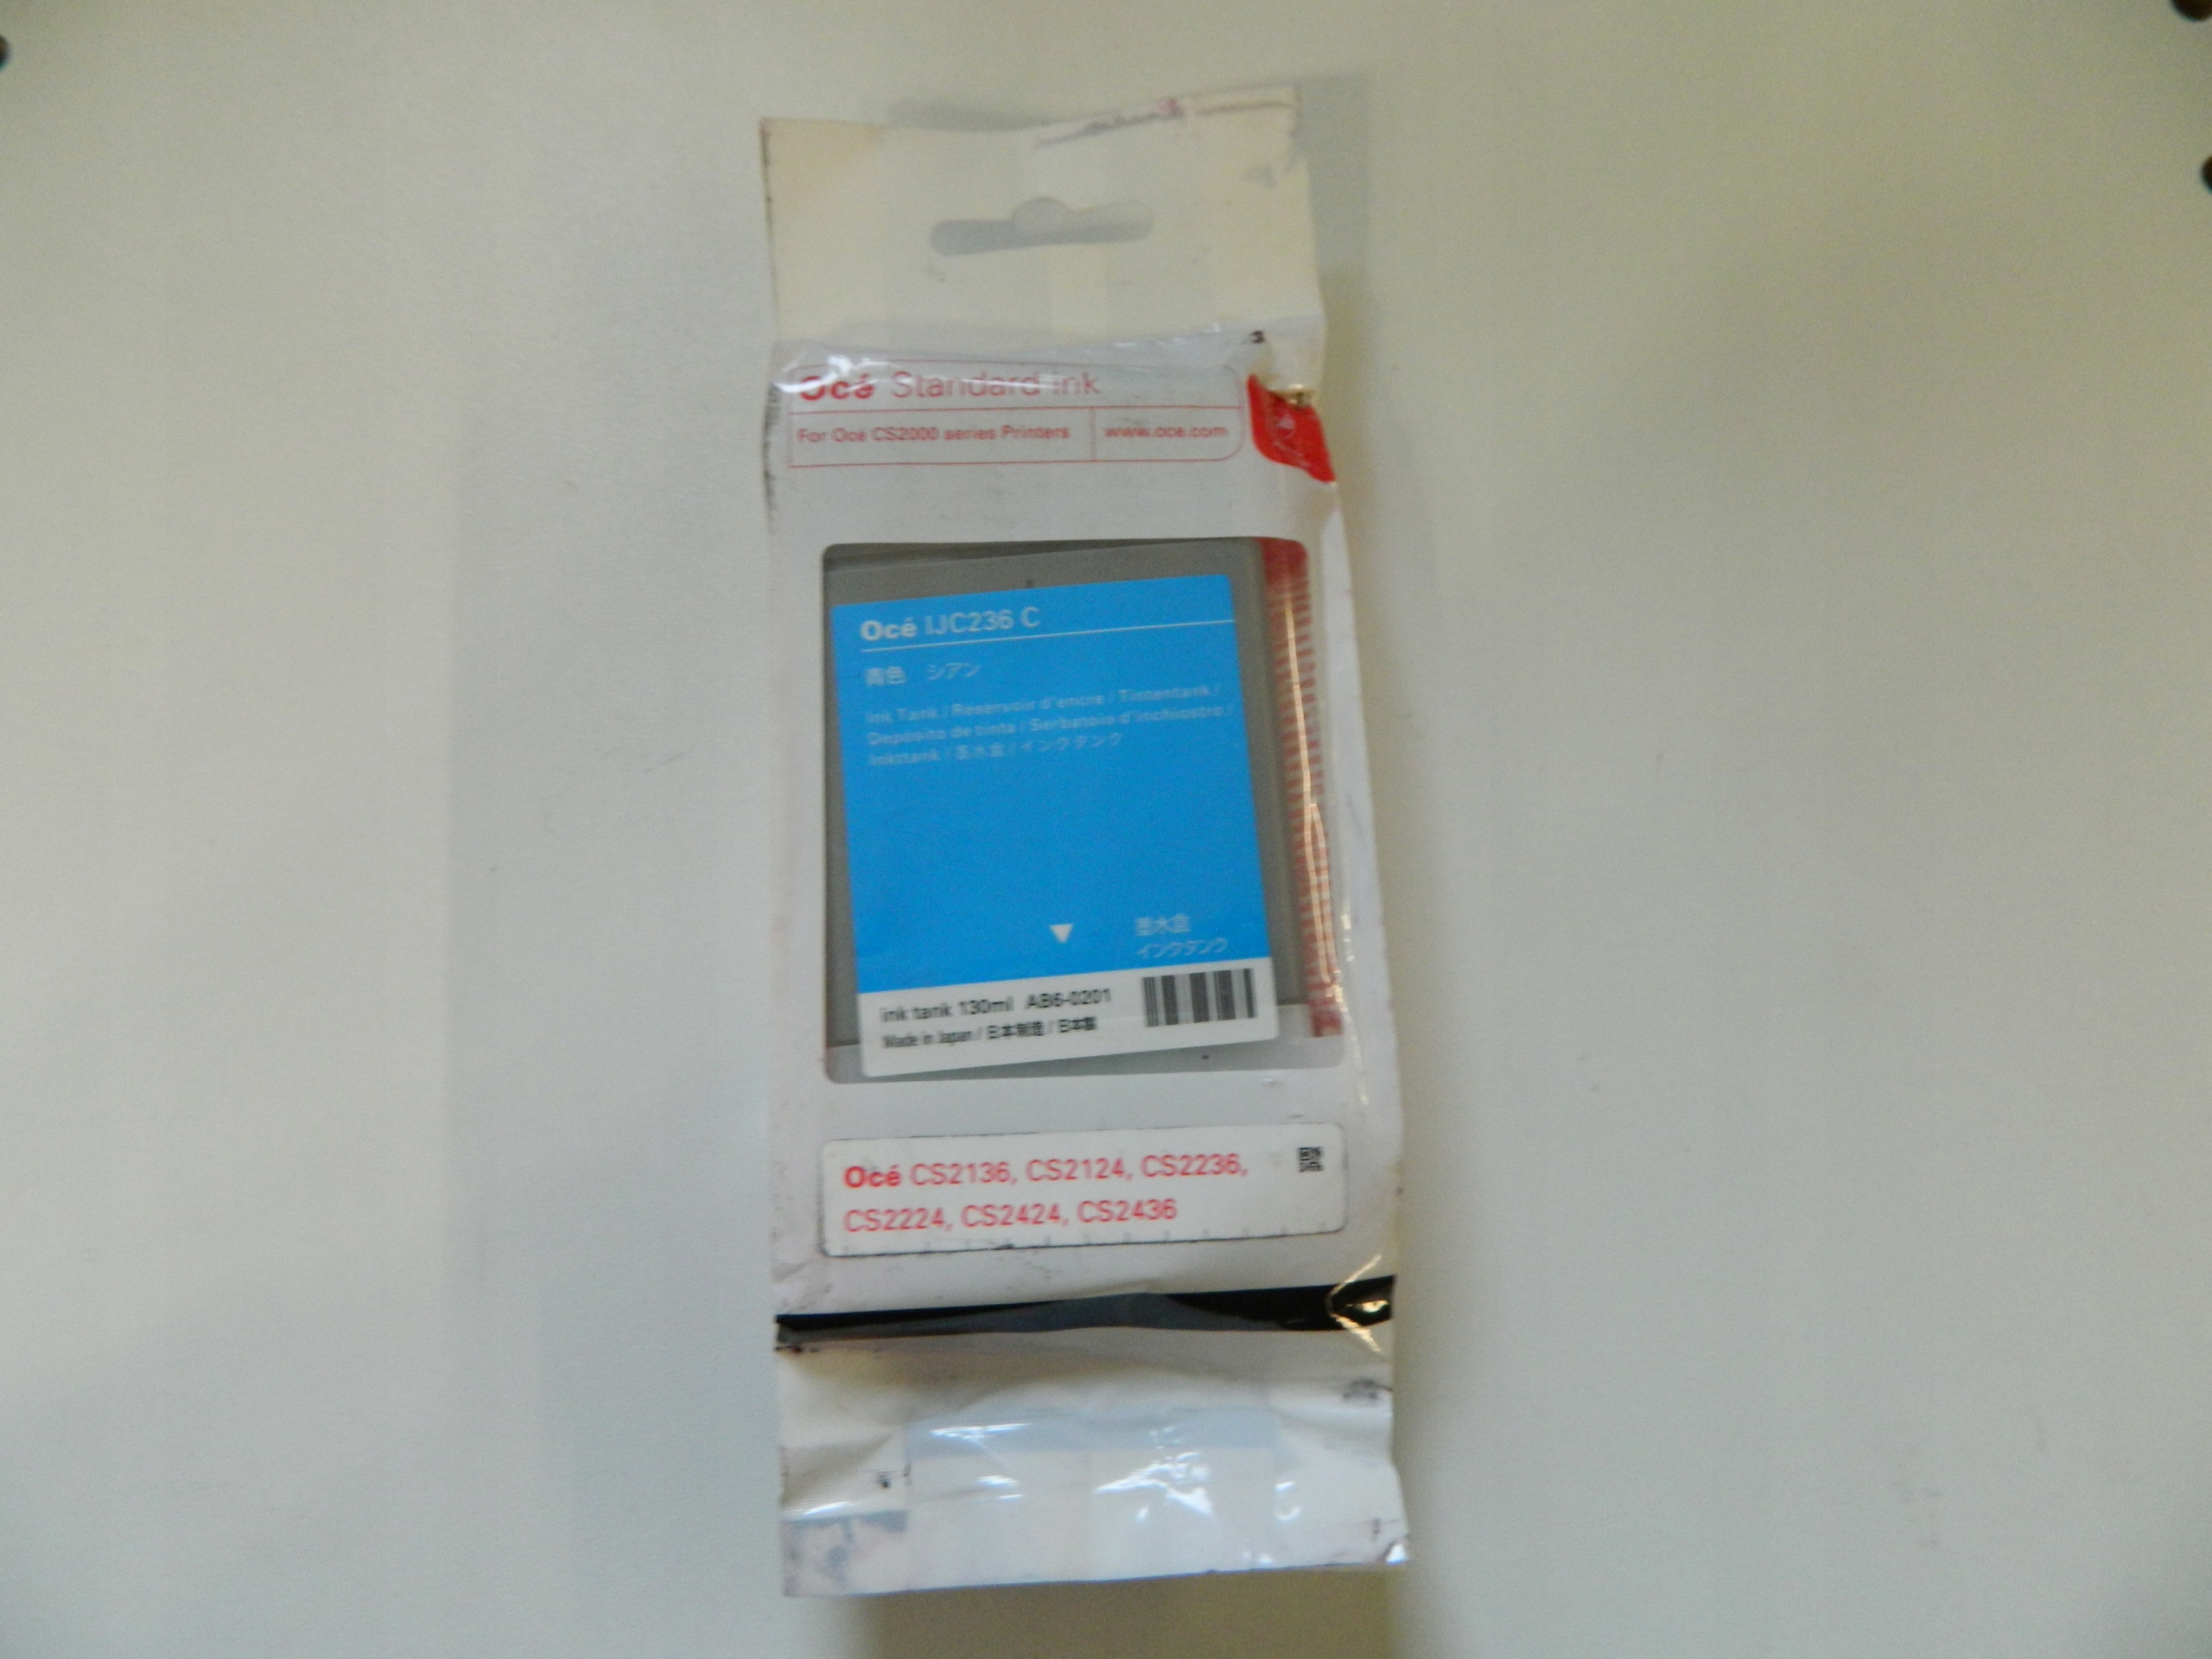 Océ Standard ink
For Océ CS2000 series Printers
www.oce.com
Océ IJC236 C
青色 シアン
Ink Tank / Réservoir d'encre / Tintentank /
Depósito de tinta / Serbatoio d'inchiostro /
Inkttank / 墨水盒 / インクタンク
墨水盒
インクタンク
ink tank 130ml AB6-0201
Made in Japan / 日本制造 / 日本製
Océ CS2136, CS2124, CS2236,
CS2224, CS2424, CS2436